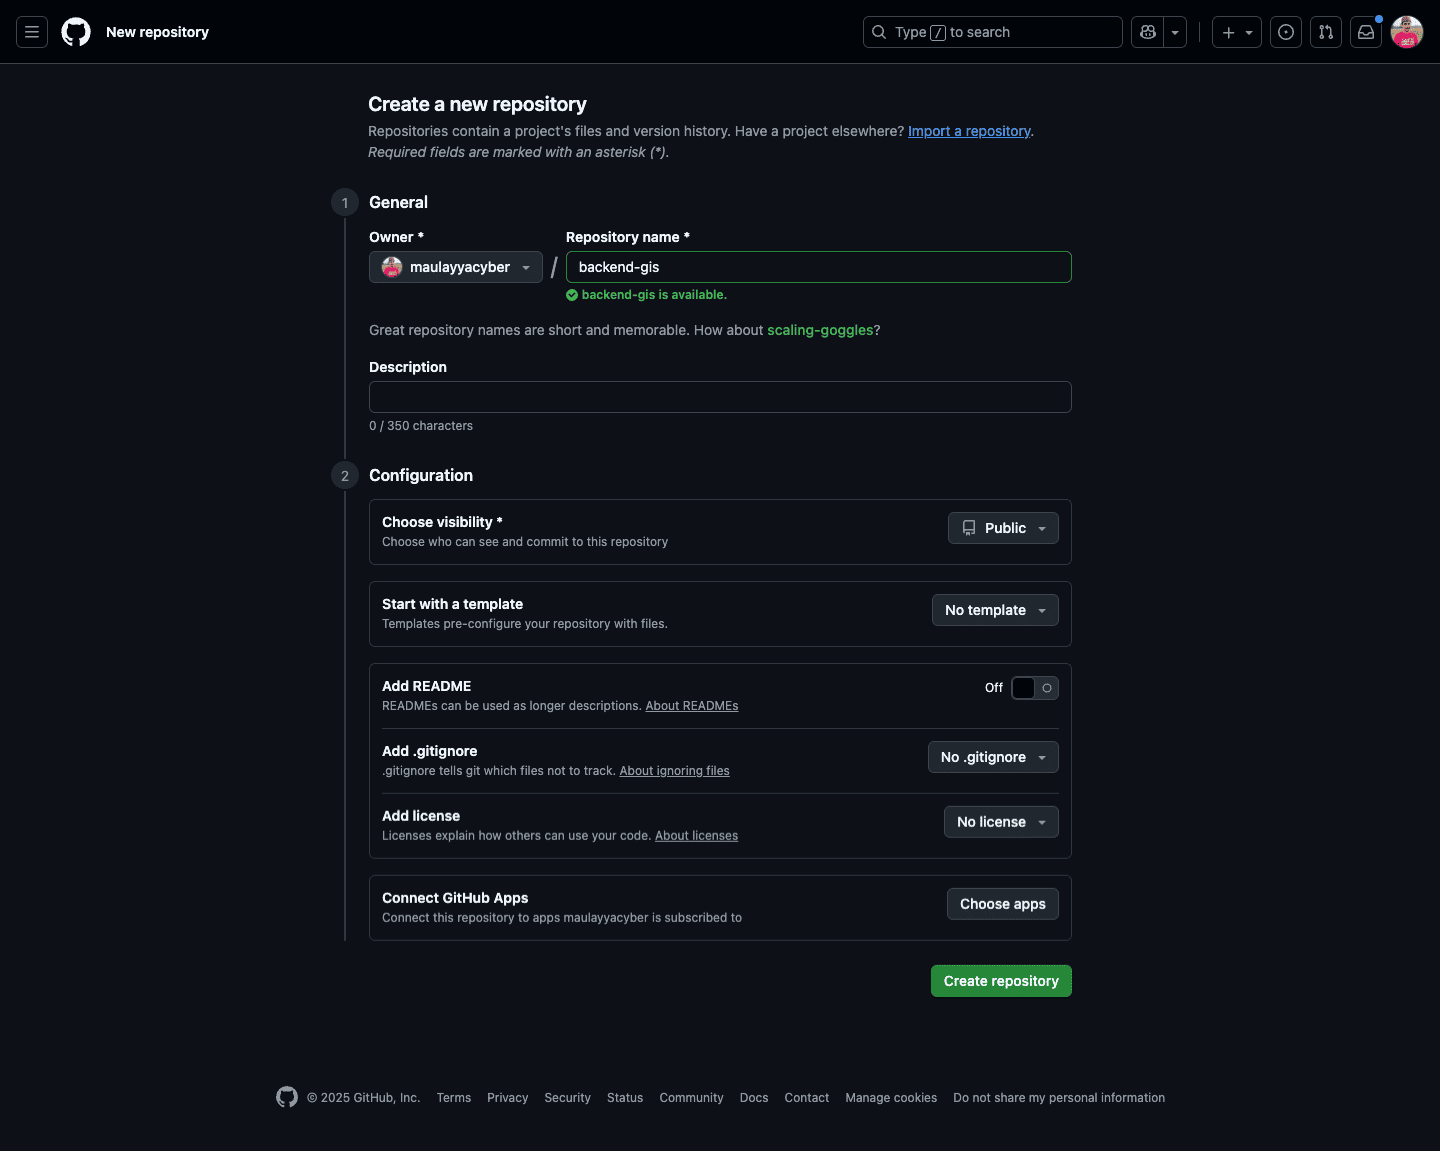 New repository
Type / to search
Create a new repository
Repositories contain a project's files and version history. Have a project elsewhere? Import a repository.
Required fields are marked with an asterisk (*).
1 General
Owner *
Repository name *
maulayyacyber / backend-gis
backend-gis is available.
Great repository names are short and memorable. How about scaling-goggles?
Description
0 / 350 characters
2 Configuration
Choose visibility *
Choose who can see and commit to this repository
Public
Start with a template
Templates pre-configure your repository with files.
No template
Add README
READMEs can be used as longer descriptions. About READMEs
Off
Add .gitignore
.gitignore tells git which files not to track. About ignoring files
No .gitignore
Add license
Licenses explain how others can use your code. About licenses
No license
Connect GitHub Apps
Connect this repository to apps maulayyacyber is subscribed to
Choose apps
Create repository
© 2025 GitHub, Inc. Terms Privacy Security Status Community Docs Contact Manage cookies Do not share my personal information